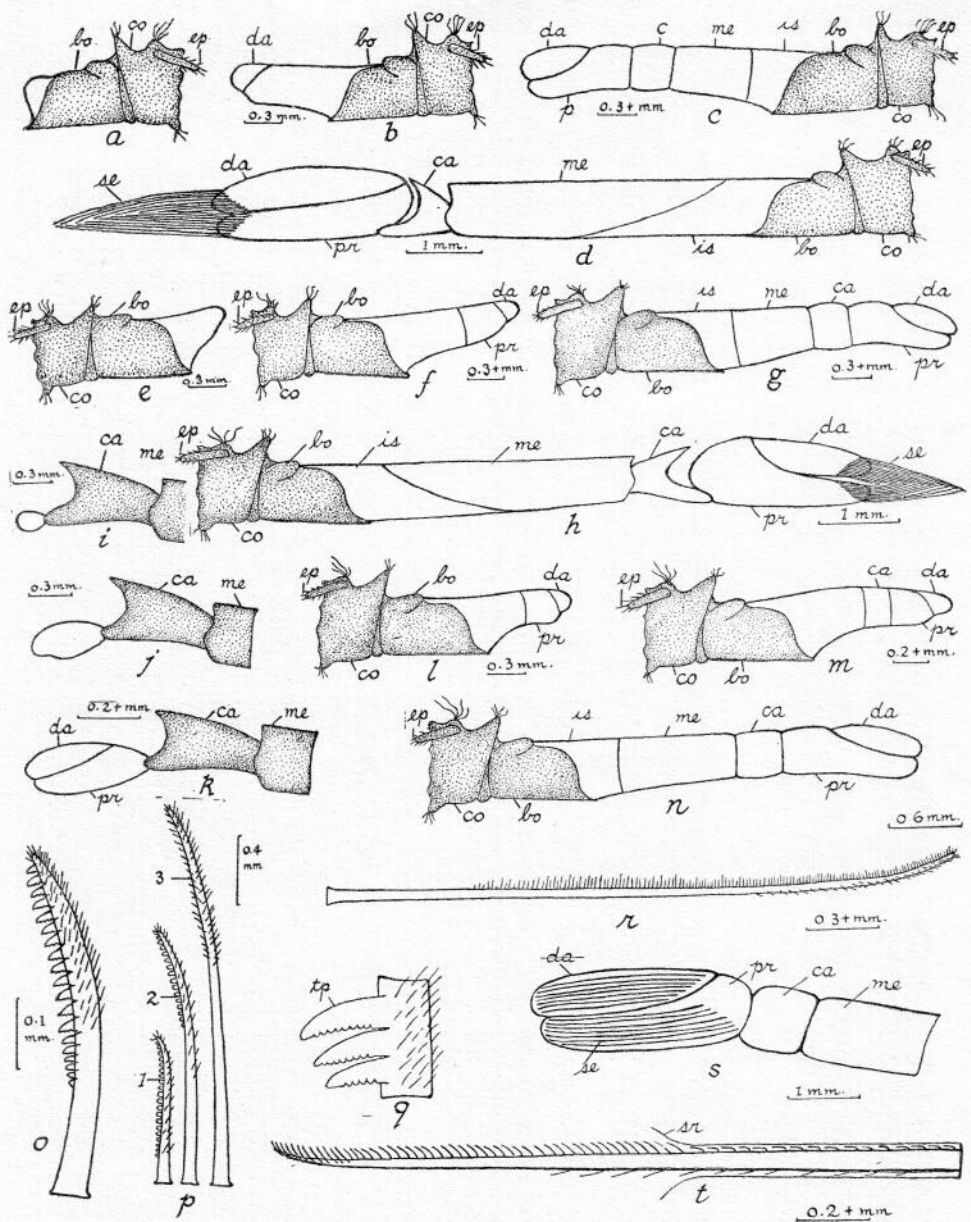 bo co ep
a
da bo co ep
0.3 mm.
b
da c me is bo ep
p 0.3+ mm co
c
se da ca me ep
pr 1 mm. is bo co
d
ep bo
co 0.3 mm
e
ep bo da
co pr 0.3+ mm
f
ep is me ca da
co bo 0.3+ mm pr
g
ca me
0.3 mm.
i
ep bo is me ca da se
co pr 1 mm.
h
ca me
0.3 mm.
j
ep bo da
co pr 0.3 mm.
l
ep ca da
co bo pr 0.2+ mm
m
0.2+ mm ca me
da pr
k
ep is me ca da
co bo pr
n
0.6 mm.
0.1 mm.
o
0.4 mm
3
2
1
p
r
0.3+ mm.
tp
q
da pr ca me
se
s
1 mm.
sr
t
0.2+ mm